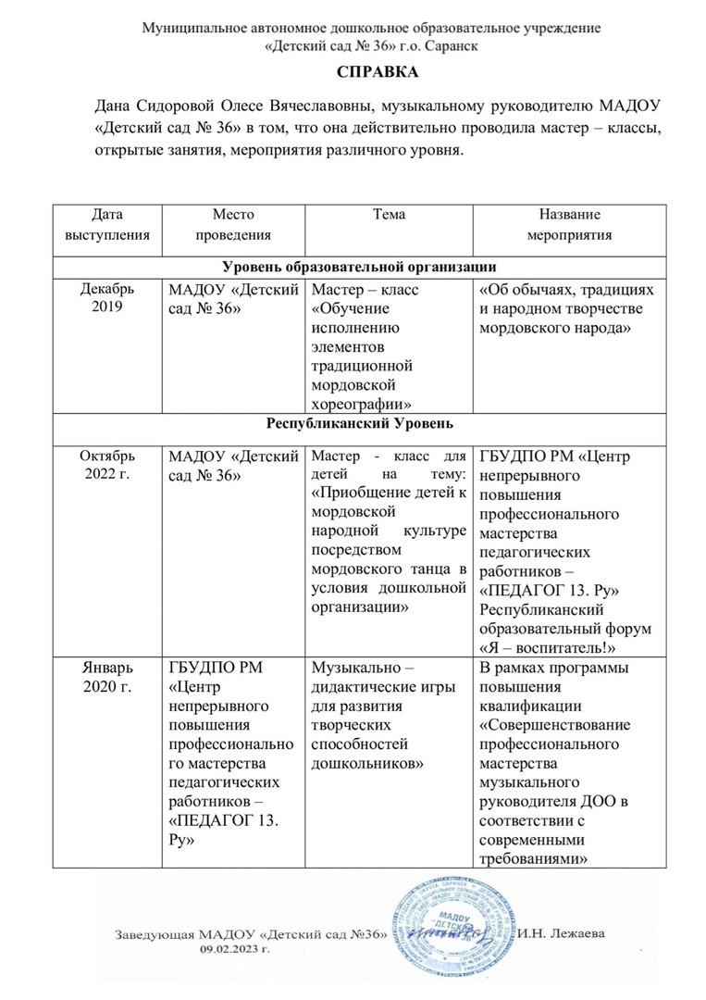 Муниципальное автономное дошкольное образовательное учреждение
«Детский сад № 36» г.о. Саранск
СПРАВКА
Дана Сидоровой Олесе Вячеславовны, музыкальному руководителю МАДОУ
«Детский сад № 36» в том, что она действительно проводила мастер – классы,
открытые занятия, мероприятия различного уровня.
Дата
выступления
Место
проведения
Тема
Название
мероприятия
Уровень образовательной организации
Декабрь
2019
МАДОУ «Детский
сад № 36»
Мастер – класс
«Обучение
исполнению
элементов
традиционной
мордовской
хореографии»
«Об обычаях, традициях
и народном творчестве
мордовского народа»
Республиканский Уровень
Октябрь
2022 г.
МАДОУ «Детский
сад № 36»
Мастер - класс для
детей на тему:
«Приобщение детей к
мордовской
народной культуре
посредством
мордовского танца в
условия дошкольной
организации»
ГБУДПО РМ «Центр
непрерывного
повышения
профессионального
мастерства
педагогических
работников –
«ПЕДАГОГ 13. Ру»
Республиканский
образовательный форум
«Я – воспитатель!»
Январь
2020 г.
ГБУДПО РМ
«Центр
непрерывного
повышения
профессионально
го мастерства
педагогических
работников –
«ПЕДАГОГ 13.
Ру»
Музыкально –
дидактические игры
для развития
творческих
способностей
дошкольников»
В рамках программы
повышения
квалификации
«Совершенствование
профессионального
мастерства
музыкального
руководителя ДОО в
соответствии с
современными
требованиями»
Заведующая МАДОУ «Детский сад №36»
И.Н. Лежаева
09.02.2023 г.
МАДОУ
"ДЕТСКИЙ